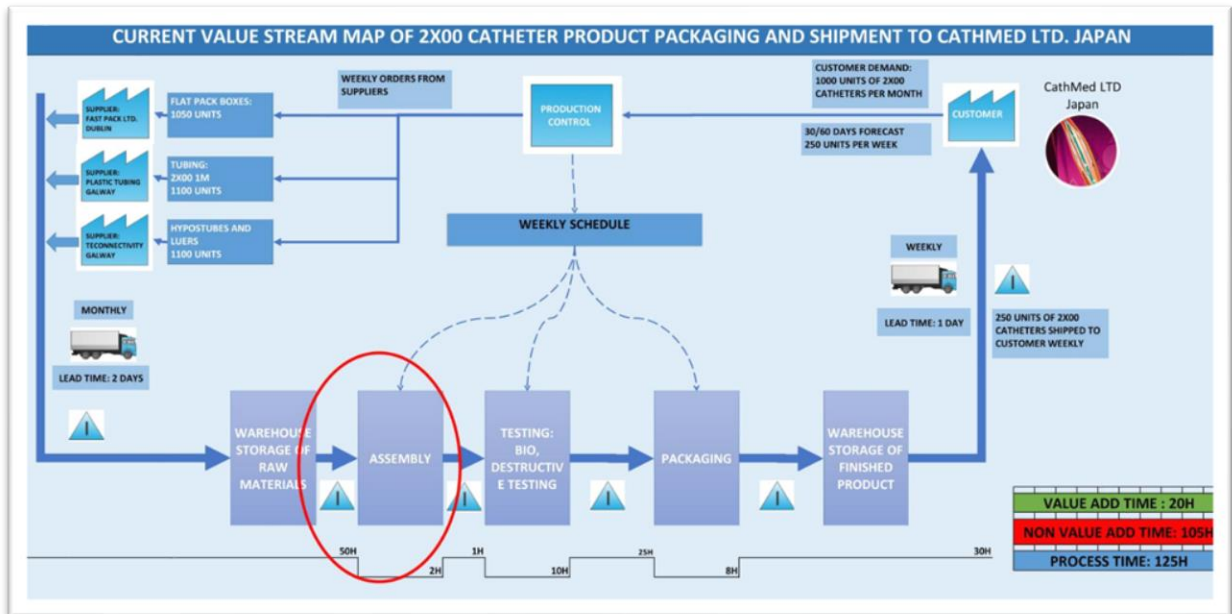 CURRENT VALUE STREAM MAP OF 2X00 CATHETER PRODUCT PACKAGING AND SHIPMENT TO CATHMED LTD. JAPAN
WEEKLY ORDERS FROM
SUPPLIERS
CUSTOMER DEMAND:
1000 UNITS OF 2X00
CATHETERS PER MONTH
CathMed LTD
Japan
SUPPLIER:
FAST PACK LTD.
DUBLIN
FLAT PACK BOXES:
1050 UNITS
PRODUCTION
CONTROL
CUSTOMER
30/60 DAYS FORECAST
250 UNITS PER WEEK
SUPPLIER:
PLASTIC TUBING
GALWAY
TUBING:
2X00 1M
1100 UNITS
SUPPLIER:
TECONNECTIVITY
GALWAY
HYPOSTUBES AND
LUERS
1100 UNITS
WEEKLY SCHEDULE
WEEKLY
LEAD TIME: 1 DAY
I
250 UNITS OF 2X00
CATHETERS SHIPPED TO
CUSTOMER WEEKLY
MONTHLY
LEAD TIME: 2 DAYS
I
WAREHOUSE
STORAGE OF
RAW
MATERIALS
I
ASSEMBLY
I
TESTING:
BIO,
DESTRUCTIV
E TESTING
I
PACKAGING
I
WAREHOUSE
STORAGE OF
FINISHED
PRODUCT
VALUE ADD TIME : 20H
NON VALUE ADD TIME: 105H
PROCESS TIME: 125H
50H
2H
1H
10H
25H
8H
30H